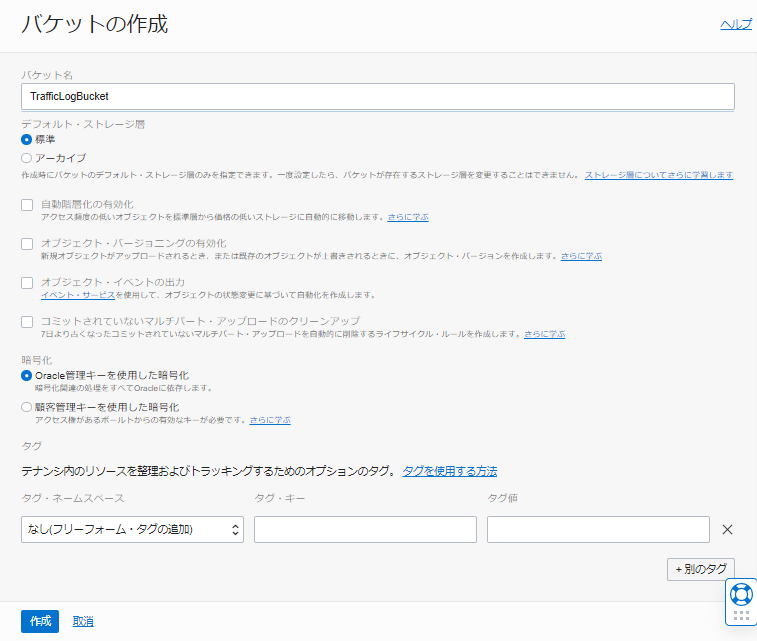 バケットの作成
ヘルプ
バケット名
TrafficLogBucket
デフォルト・ストレージ層
標準
アーカイブ
作成時にバケットのデフォルト・ストレージ層のみを指定できます。一度設定したら、バケットが存在するストレージ層を変更することはできません。 ストレージ層についてさらに学習します
自動階層化の有効化
アクセス頻度の低いオブジェクトを標準層から価格の低いストレージに自動的に移動します。さらに学ぶ
オブジェクト・バージョニングの有効化
新規オブジェクトがアップロードされるとき、または既存のオブジェクトが上書きされるときに、オブジェクト・バージョンを作成します。さらに学ぶ
オブジェクト・イベントの出力
イベント・サービスを使用して、オブジェクトの状態変更に基づいて自動化を作成します。
コミットされていないマルチパート・アップロードのクリーンアップ
7日より古くなったコミットされていないマルチパート・アップロードを自動的に削除するライフサイクル・ルールを作成します。さらに学ぶ
暗号化
Oracle管理キーを使用した暗号化
暗号化関連の処理をすべてOracleに依存します。
顧客管理キーを使用した暗号化
アクセス権があるボールトからの有効なキーが必要です。さらに学ぶ
タグ
テナンシ内のリソースを整理およびトラッキングするためのオプションのタグ。 タグを使用する方法
タグ・ネームスペース タグ・キー タグ値
なし(フリーフォーム・タグの追加)
+ 別のタグ
作成 取消